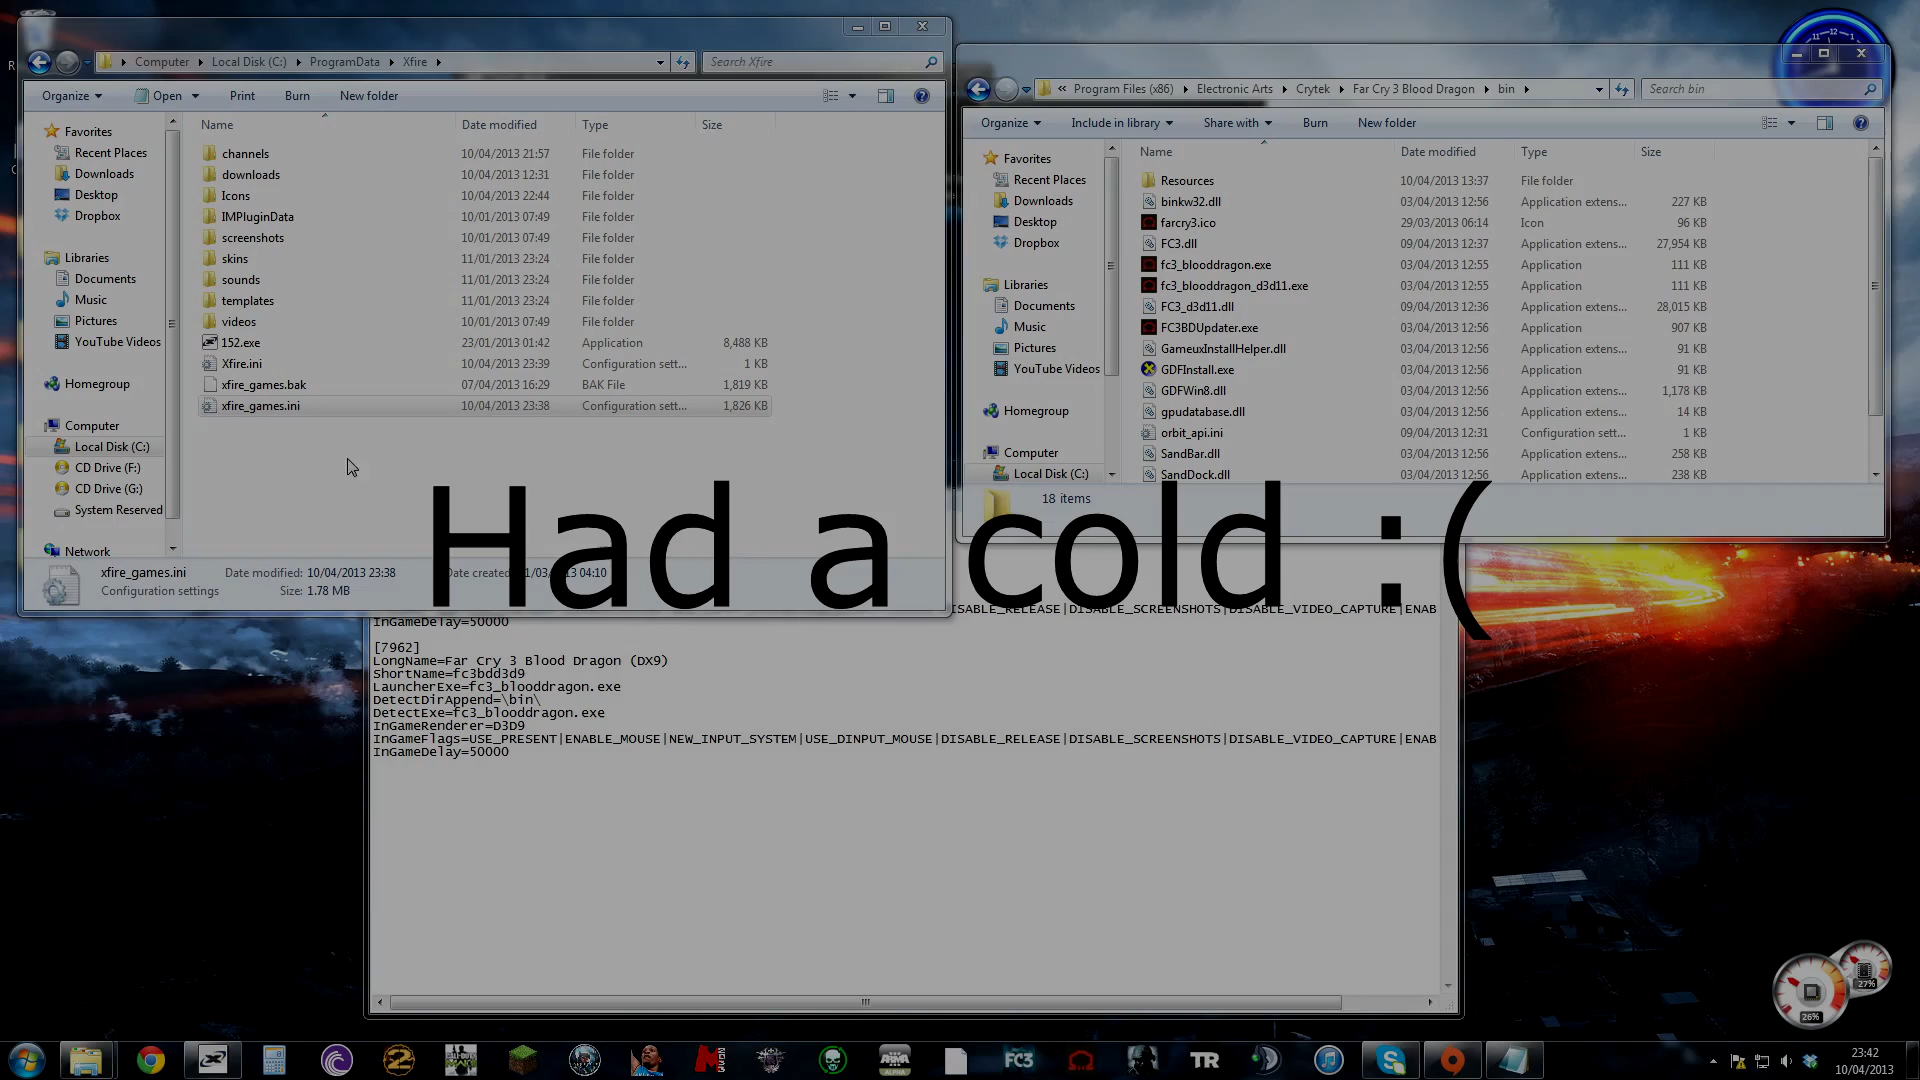 Computer ▸ Local Disk (C:) ▸ ProgramData ▸ Xfire ▸
Search Xfire
Organize Open Print Burn New folder
Favorites
Recent Places
Downloads
Desktop
Dropbox
Libraries
Documents
Music
Pictures
YouTube Videos
Homegroup
Computer
Local Disk (C:)
CD Drive (F:)
CD Drive (G:)
System Reserved
Network
Name Date modified Type Size
channels 10/04/2013 21:57 File folder
downloads 10/04/2013 12:31 File folder
Icons 10/04/2013 22:44 File folder
IMPluginData 10/01/2013 07:49 File folder
screenshots 10/01/2013 07:49 File folder
skins 11/01/2013 23:24 File folder
sounds 11/01/2013 23:24 File folder
templates 11/01/2013 23:24 File folder
videos 10/01/2013 07:49 File folder
152.exe 23/01/2013 01:42 Application 8,488 KB
Xfire.ini 10/04/2013 23:39 Configuration sett... 1 KB
xfire_games.bak 07/04/2013 16:29 BAK File 1,819 KB
xfire_games.ini 10/04/2013 23:38 Configuration sett... 1,826 KB
xfire_games.ini Date modified: 10/04/2013 23:38 Date created: 04:10
Configuration settings Size: 1.78 MB
« Program Files (x86) ▸ Electronic Arts ▸ Crytek ▸ Far Cry 3 Blood Dragon ▸ bin ▸
Search bin
Organize Include in library Share with Burn New folder
Favorites
Recent Places
Downloads
Desktop
Dropbox
Libraries
Documents
Music
Pictures
YouTube Videos
Homegroup
Computer
Local Disk (C:)
Name Date modified Type Size
Resources 10/04/2013 13:37 File folder
binkw32.dll 03/04/2013 12:56 Application extens... 227 KB
farcry3.ico 29/03/2013 06:14 Icon 96 KB
FC3.dll 09/04/2013 12:37 Application extens... 27,954 KB
fc3_blooddragon.exe 03/04/2013 12:55 Application 111 KB
fc3_blooddragon_d3d11.exe 03/04/2013 12:55 Application 111 KB
FC3_d3d11.dll 09/04/2013 12:36 Application extens... 28,015 KB
FC3BDUpdater.exe 03/04/2013 12:56 Application 907 KB
GameuxInstallHelper.dll 03/04/2013 12:56 Application extens... 91 KB
GDFInstall.exe 03/04/2013 12:56 Application 91 KB
GDFWin8.dll 03/04/2013 12:56 Application extens... 1,178 KB
gpudatabase.dll 03/04/2013 12:56 Application extens... 14 KB
orbit_api.ini 09/04/2013 12:31 Configuration sett... 1 KB
SandBar.dll 03/04/2013 12:56 Application extens... 258 KB
SandDock.dll 03/04/2013 12:56 Application extens... 238 KB
18 items
Had a cold :(
ISABLE_RELEASE|DISABLE_SCREENSHOTS|DISABLE_VIDEO_CAPTURE|ENAB
InGameDelay=50000
[7962]
LongName=Far Cry 3 Blood Dragon (DX9)
ShortName=fc3bdd3d9
LauncherExe=fc3_blooddragon.exe
DetectDirAppend=\bin\
DetectExe=fc3_blooddragon.exe
InGameRenderer=D3D9
InGameFlags=USE_PRESENT|ENABLE_MOUSE|NEW_INPUT_SYSTEM|USE_DINPUT_MOUSE|DISABLE_RELEASE|DISABLE_SCREENSHOTS|DISABLE_VIDEO_CAPTURE|ENAB
InGameDelay=50000
27%
26%
FC3
TR
ARMA
ALPHA
23:42
10/04/2013